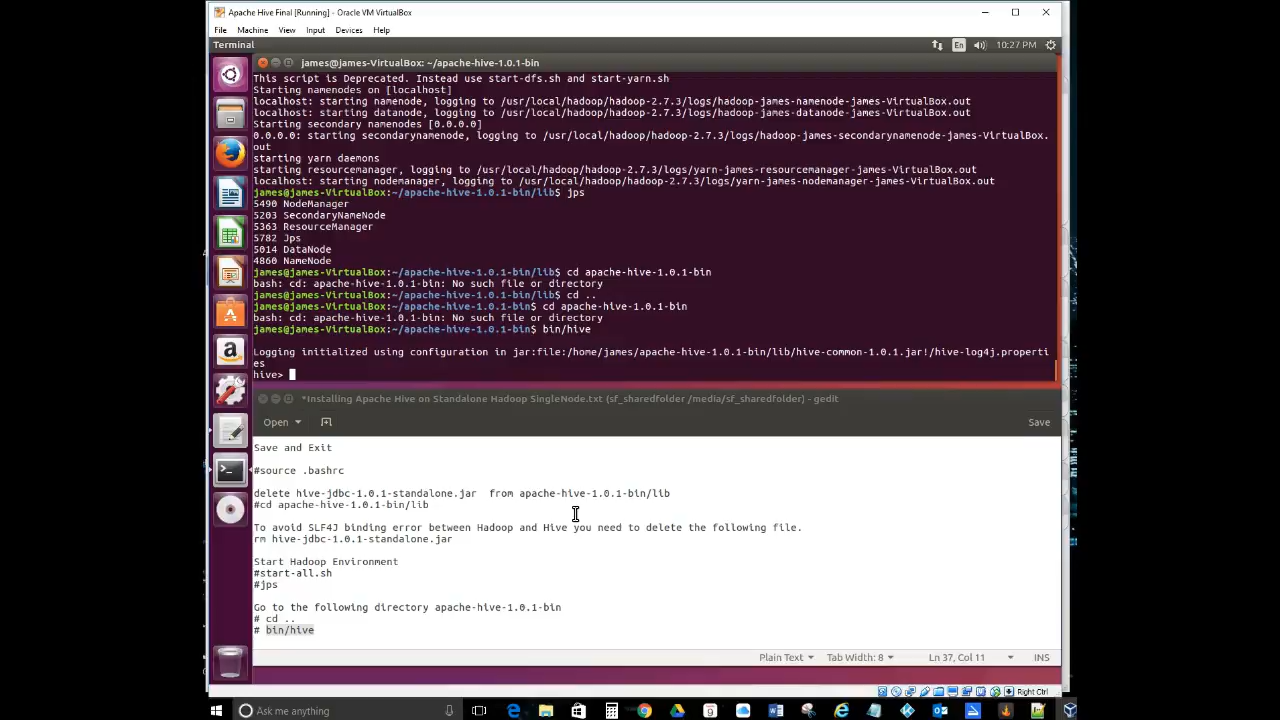 Apache Hive Final [Running] - Oracle VM VirtualBox
File Machine View Input Devices Help
Terminal
En
10:27 PM
james@james-VirtualBox: ~/apache-hive-1.0.1-bin
This script is Deprecated. Instead use start-dfs.sh and start-yarn.sh
Starting namenodes on [localhost]
localhost: starting namenode, logging to /usr/local/hadoop/hadoop-2.7.3/logs/hadoop-james-namenode-james-VirtualBox.out
localhost: starting datanode, logging to /usr/local/hadoop/hadoop-2.7.3/logs/hadoop-james-datanode-james-VirtualBox.out
Starting secondary namenodes [0.0.0.0]
0.0.0.0: starting secondarynamenode, logging to /usr/local/hadoop/hadoop-2.7.3/logs/hadoop-james-secondarynamenode-james-VirtualBox.
out
starting yarn daemons
starting resourcemanager, logging to /usr/local/hadoop/hadoop-2.7.3/logs/yarn-james-resourcemanager-james-VirtualBox.out
localhost: starting nodemanager, logging to /usr/local/hadoop/hadoop-2.7.3/logs/yarn-james-nodemanager-james-VirtualBox.out
james@james-VirtualBox:~/apache-hive-1.0.1-bin/lib$ jps
5490 NodeManager
5203 SecondaryNameNode
5363 ResourceManager
5782 Jps
5014 DataNode
4860 NameNode
james@james-VirtualBox:~/apache-hive-1.0.1-bin/lib$ cd apache-hive-1.0.1-bin
bash: cd: apache-hive-1.0.1-bin: No such file or directory
james@james-VirtualBox:~/apache-hive-1.0.1-bin/lib$ cd ..
james@james-VirtualBox:~/apache-hive-1.0.1-bin$ cd apache-hive-1.0.1-bin
bash: cd: apache-hive-1.0.1-bin: No such file or directory
james@james-VirtualBox:~/apache-hive-1.0.1-bin$ bin/hive
Logging initialized using configuration in jar:file:/home/james/apache-hive-1.0.1-bin/lib/hive-common-1.0.1.jar!/hive-log4j.properti
es
hive>
*Installing Apache Hive on Standalone Hadoop SingleNode.txt (sf_sharedfolder /media/sf_sharedfolder) - gedit
Open
Save
Save and Exit
#source .bashrc
delete hive-jdbc-1.0.1-standalone.jar from apache-hive-1.0.1-bin/lib
#cd apache-hive-1.0.1-bin/lib
To avoid SLF4J binding error between Hadoop and Hive you need to delete the following file.
rm hive-jdbc-1.0.1-standalone.jar
Start Hadoop Environment
#start-all.sh
#jps
Go to the following directory apache-hive-1.0.1-bin
# cd ..
# bin/hive
Plain Text Tab Width: 8 Ln 37, Col 11 INS
Right Ctrl
Ask me anything